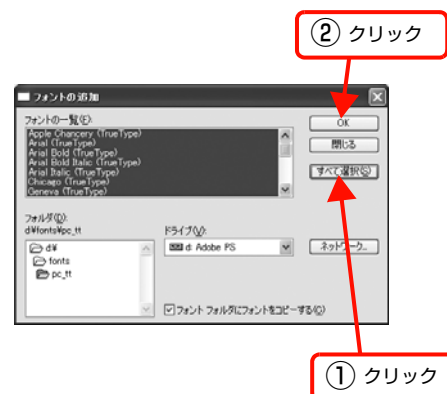 ② クリック
フォントの追加
フォントの一覧(F):
Apple Chancery (TrueType)
Arial (TrueType)
Arial Bold (TrueType)
Arial Bold Italic (TrueType)
Arial Italic (TrueType)
Chicago (TrueType)
Geneva (TrueType)
OK
閉じる
すべて選択(S)
フォルダ(D):
d:¥fonts¥pc_tt
d:¥
fonts
pc_tt
ドライブ(V):
d: Adobe PS
ネットワーク...
フォント フォルダにフォントをコピーする(C)
① クリック